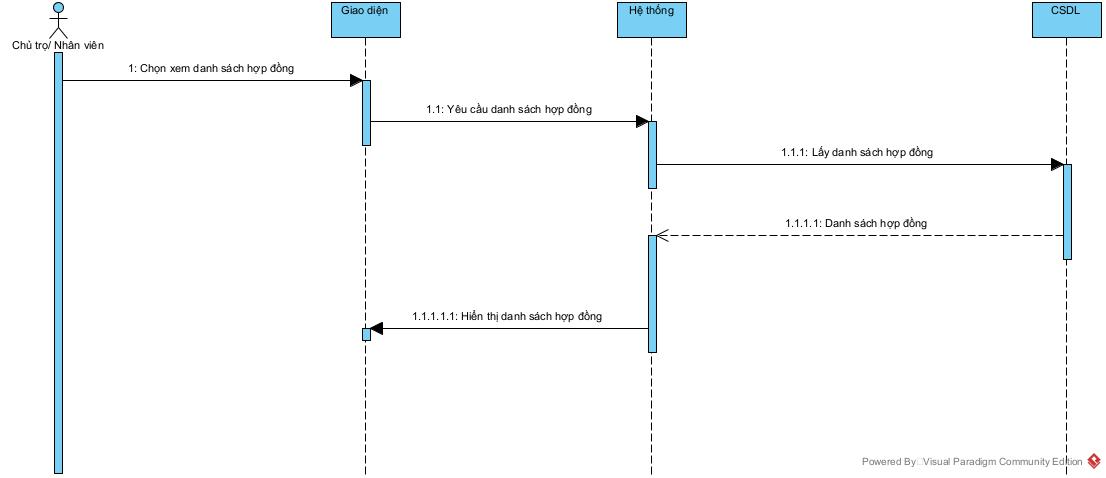 Giao diện
Hệ thống
CSDL
Chủ trọ/ Nhân viên
1: Chọn xem danh sách hợp đồng
1.1: Yêu cầu danh sách hợp đồng
1.1.1: Lấy danh sách hợp đồng
1.1.1.1: Danh sách hợp đồng
1.1.1.1.1: Hiển thị danh sách hợp đồng
Powered By Visual Paradigm Community Edition